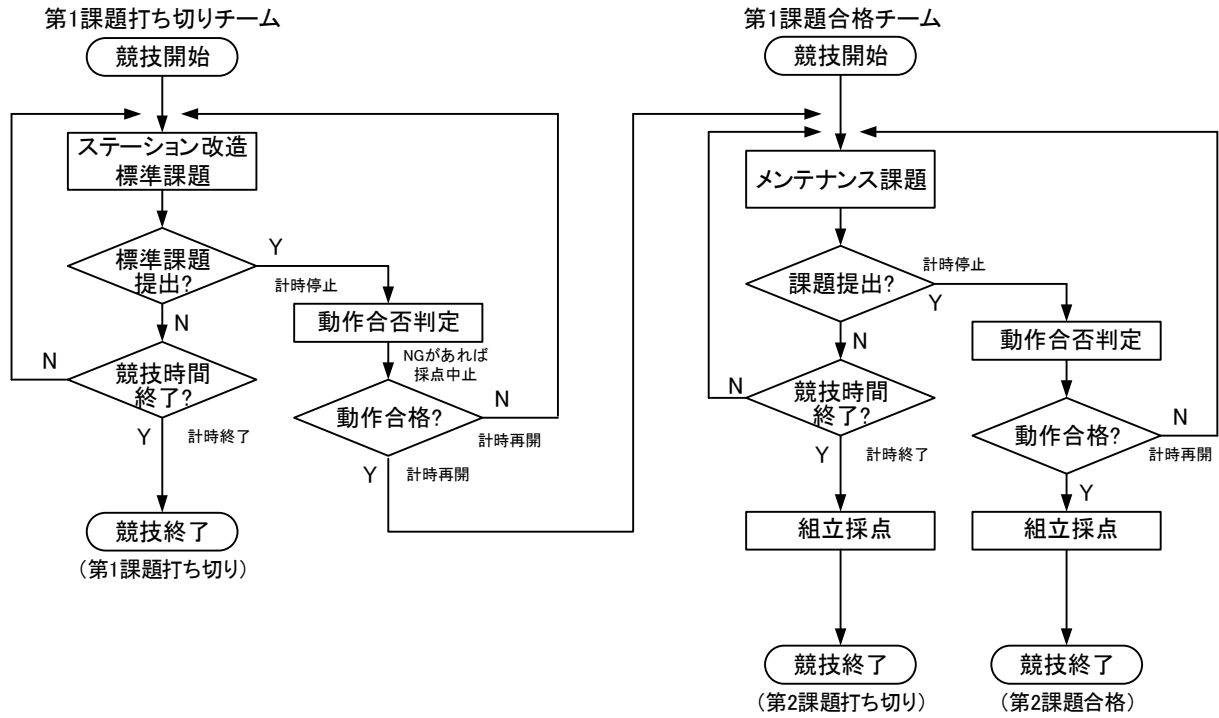 第1課題打ち切りチーム
競技開始
ステーション改造
標準課題
標準課題
提出?
Y
計時停止
N
動作合否判定
NGがあれば
採点中止
競技時間
終了?
N
Y
計時終了
動作合格?
N
計時再開
Y
計時再開
競技終了
(第1課題打ち切り)
第1課題合格チーム
競技開始
メンテナンス課題
課題提出?
計時停止
Y
N
動作合否判定
競技時間
終了?
N
Y
計時終了
動作合格?
N
計時再開
Y
組立採点
組立採点
競技終了
(第2課題打ち切り)
競技終了
(第2課題合格)